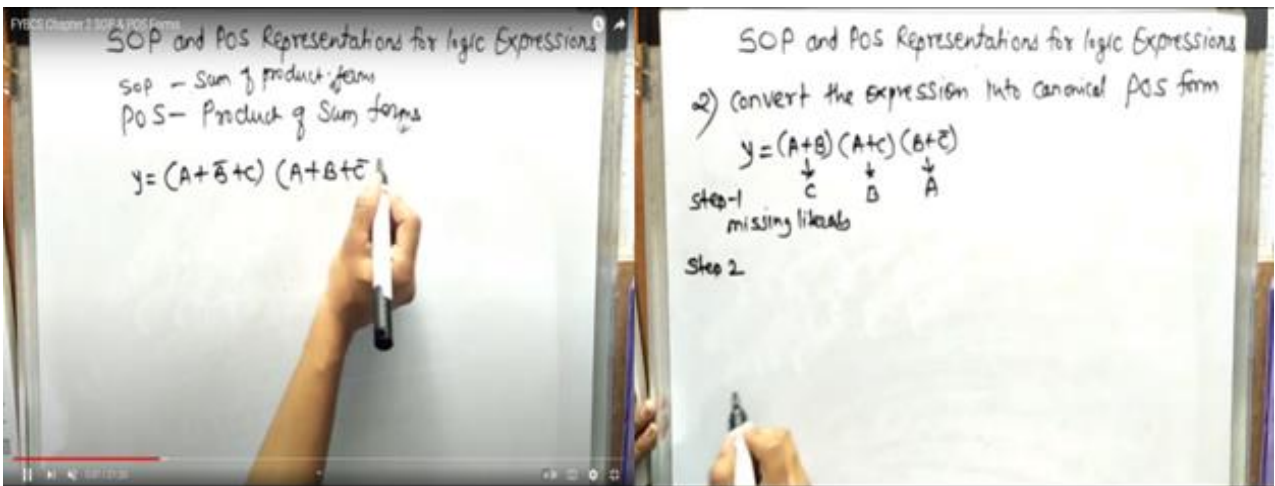 FYBCS Chapter 2 SOP & POS Forms
SOP and POS Representations for logic Expressions
SOP - Sum of product terms
POS - Product of Sum forms
y = (A+B̅+C) (A+B+C̅
SOP and POS Representations for logic Expressions
2) Convert the expression into canonical POS form
y = (A+B) (A+C) (B+C̅)
↓ ↓ ↓
C B A
Step-1
missing literals
Step 2